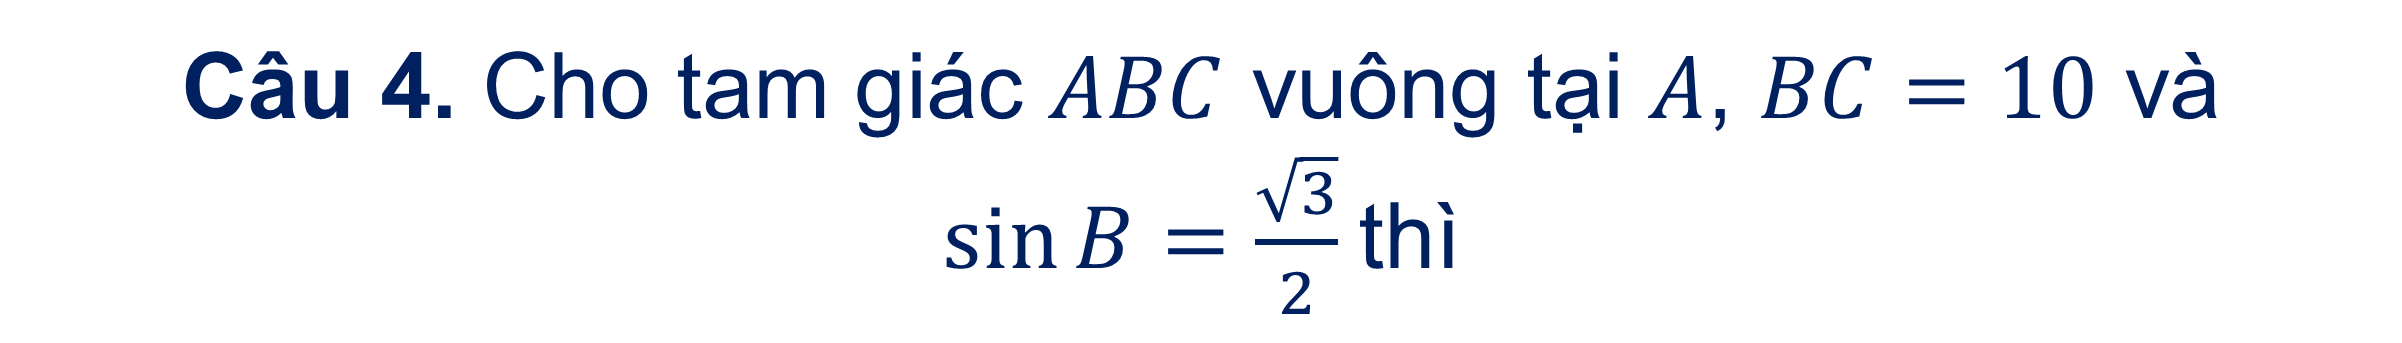 Câu 4. Cho tam giác ABC vuông tại A, BC = 10 và
sin B = √3/2 thì